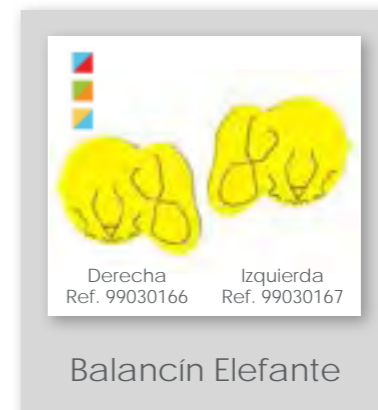 Derecha Izquierda
Ref. 99030166 Ref. 99030167
Balancín Elefante